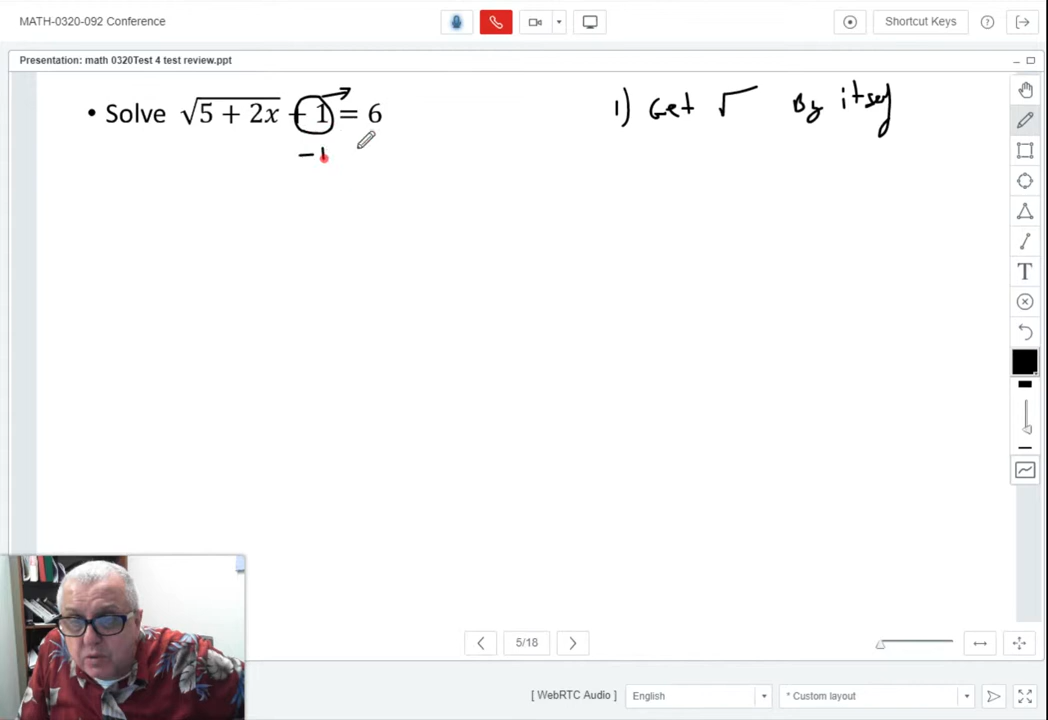 MATH-0320-092 Conference
Shortcut Keys
Presentation: math 0320Test 4 test review.ppt
• Solve √5 + 2x + 1 = 6
−1
1) Get √ By itself
T
5/18
[ WebRTC Audio ]
English
* Custom layout